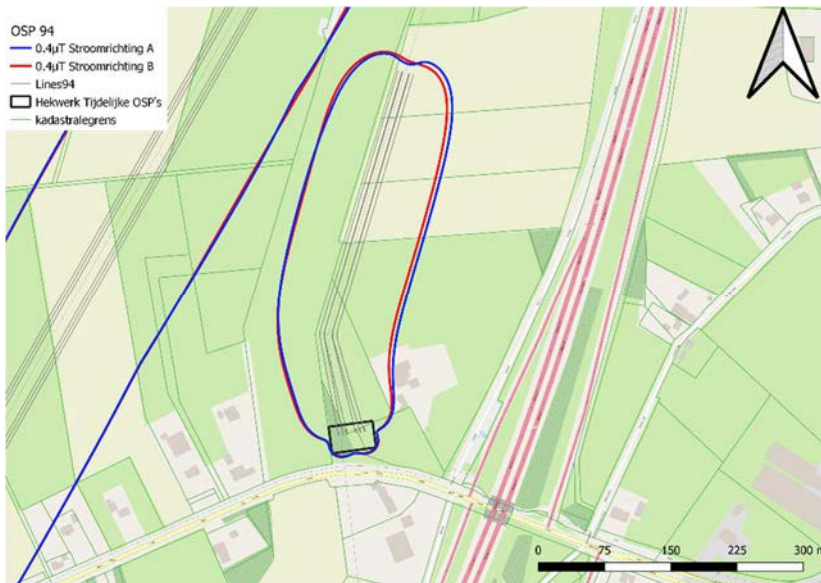 OSP 94
0.4µT Stroomrichting A
0.4µT Stroomrichting B
Lines94
Hekwerk Tijdelijke OSP's
kadastralegrens
0 75 150 225 300 m